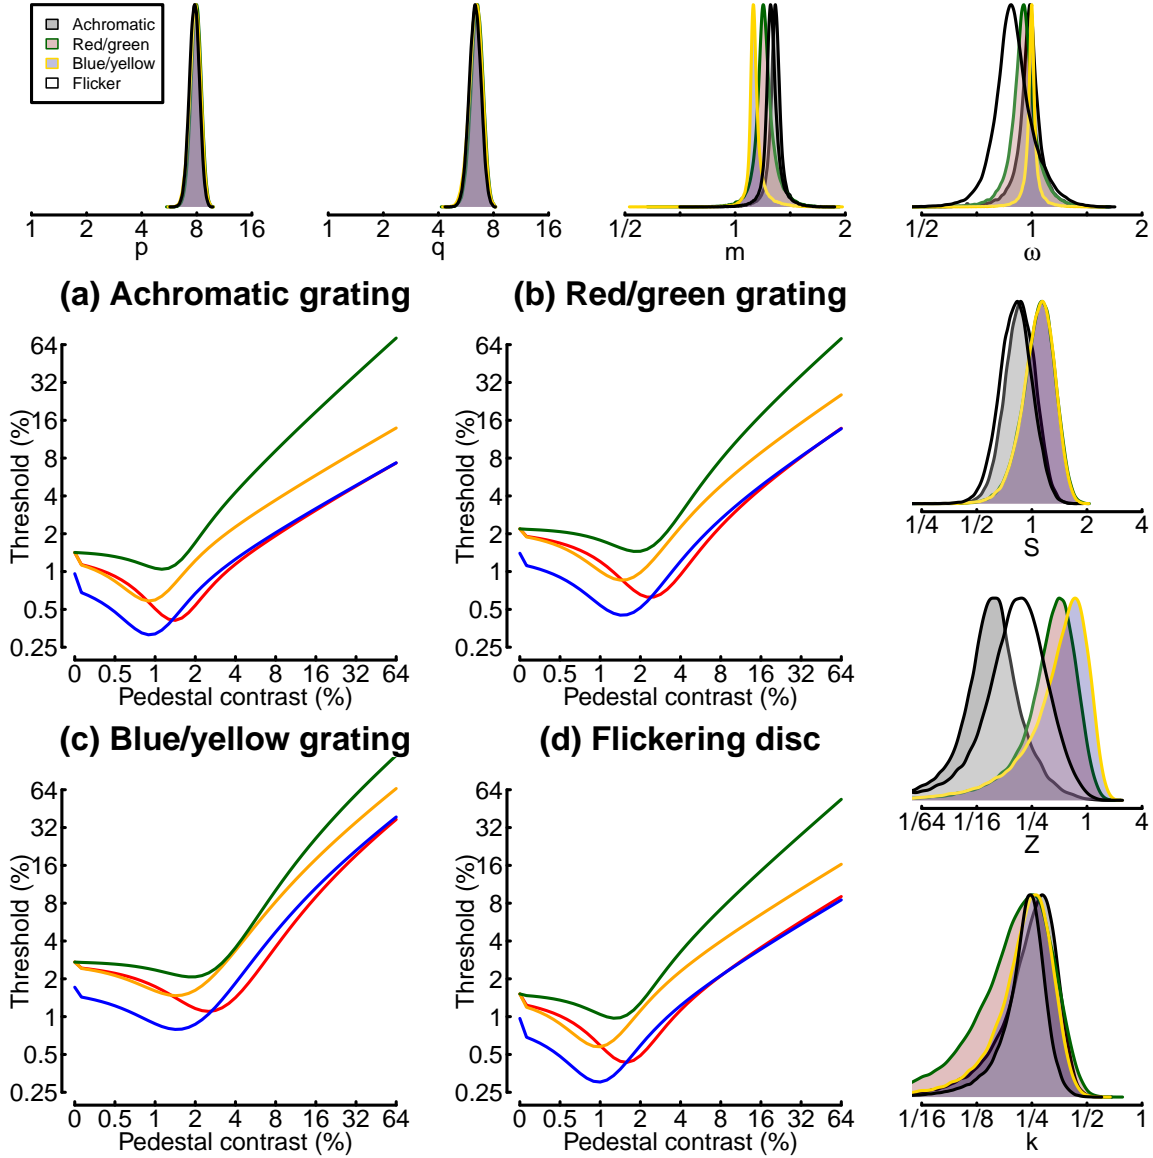 Achromatic
Red/green
Blue/yellow
Flicker
1 2 4 8 16
p
1 2 4 8 16
q
1/2 1 2
m
1/2 1 2
ω
(a) Achromatic grating
Threshold (%)
64
32
16
8
4
2
1
0.5
0.25
0 0.5 1 2 4 8 16 32 64
Pedestal contrast (%)
(b) Red/green grating
Threshold (%)
64
32
16
8
4
2
1
0.5
0.25
0 0.5 1 2 4 8 16 32 64
Pedestal contrast (%)
1/4 1/2 1 2 4
S
1/64 1/16 1/4 1 4
Z
(c) Blue/yellow grating
Threshold (%)
64
32
16
8
4
2
1
0.5
0.25
0 0.5 1 2 4 8 16 32 64
Pedestal contrast (%)
(d) Flickering disc
Threshold (%)
64
32
16
8
4
2
1
0.5
0.25
0 0.5 1 2 4 8 16 32 64
Pedestal contrast (%)
1/16 1/8 1/4 1/2 1
k